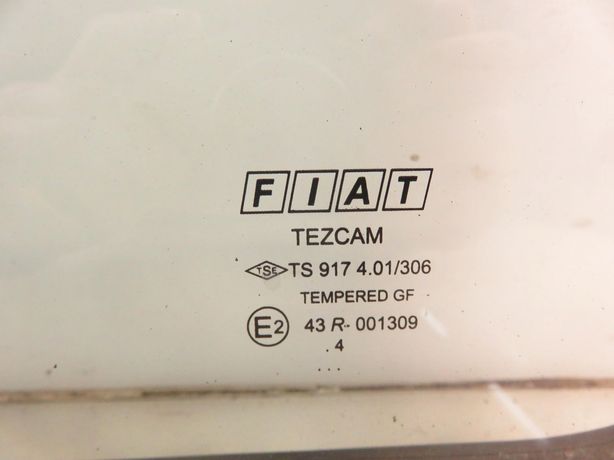 FIAT
TEZCAM
TSE TS 917 4.01/306
TEMPERED GF
E2 43 R- 001309
. 4
. . .